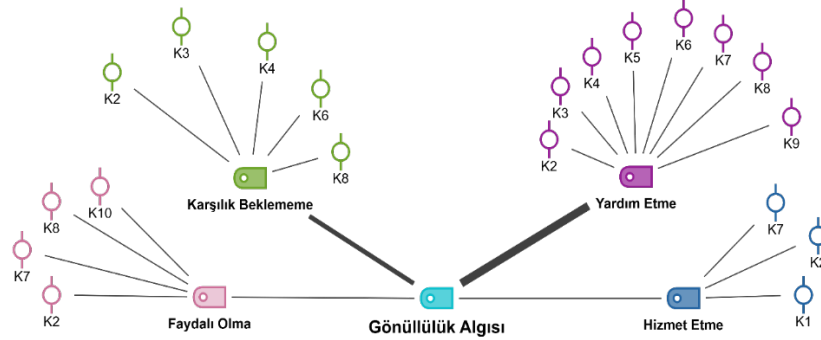 K3
K4
K2
K6
K8
Karşılık Beklememe
K6
K5
K7
K4
K8
K3
K9
K2
Yardım Etme
K10
K8
K7
K2
Faydalı Olma
Gönüllülük Algısı
K7
K2
K1
Hizmet Etme